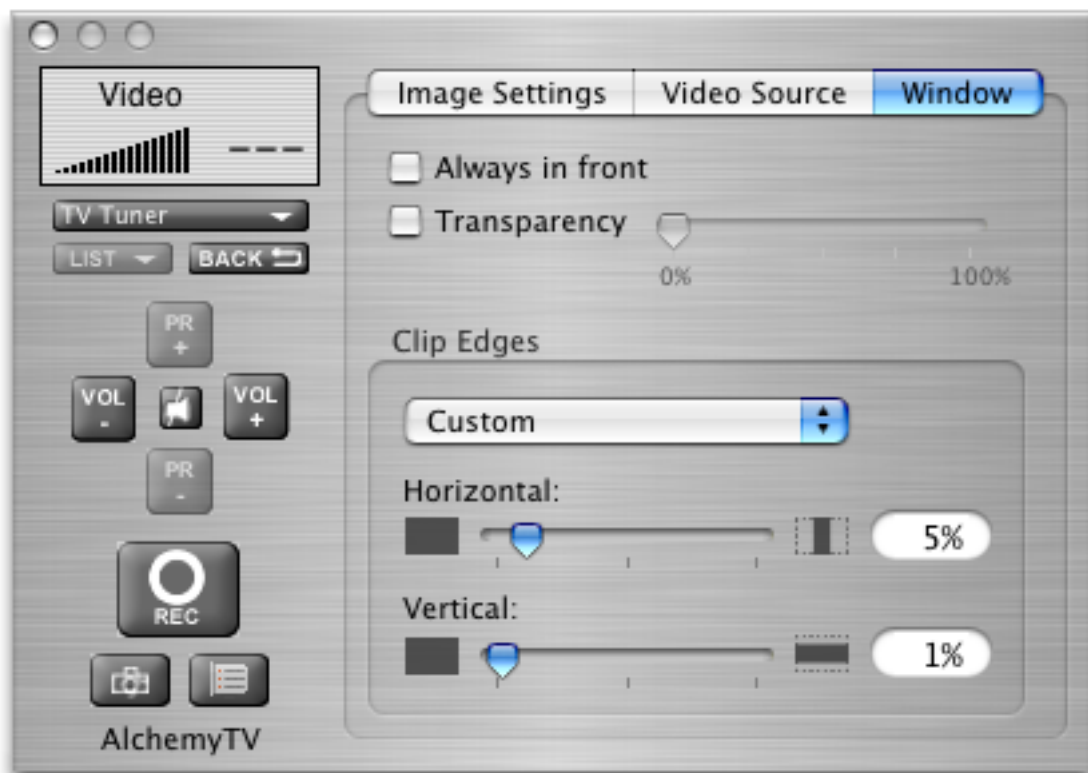 Video
---
TV Tuner
LIST
BACK
PR
+
VOL
-
VOL
+
PR
-
REC
AlchemyTV
Image Settings
Video Source
Window
Always in front
Transparency
0%
100%
Clip Edges
Custom
Horizontal:
5%
Vertical:
1%